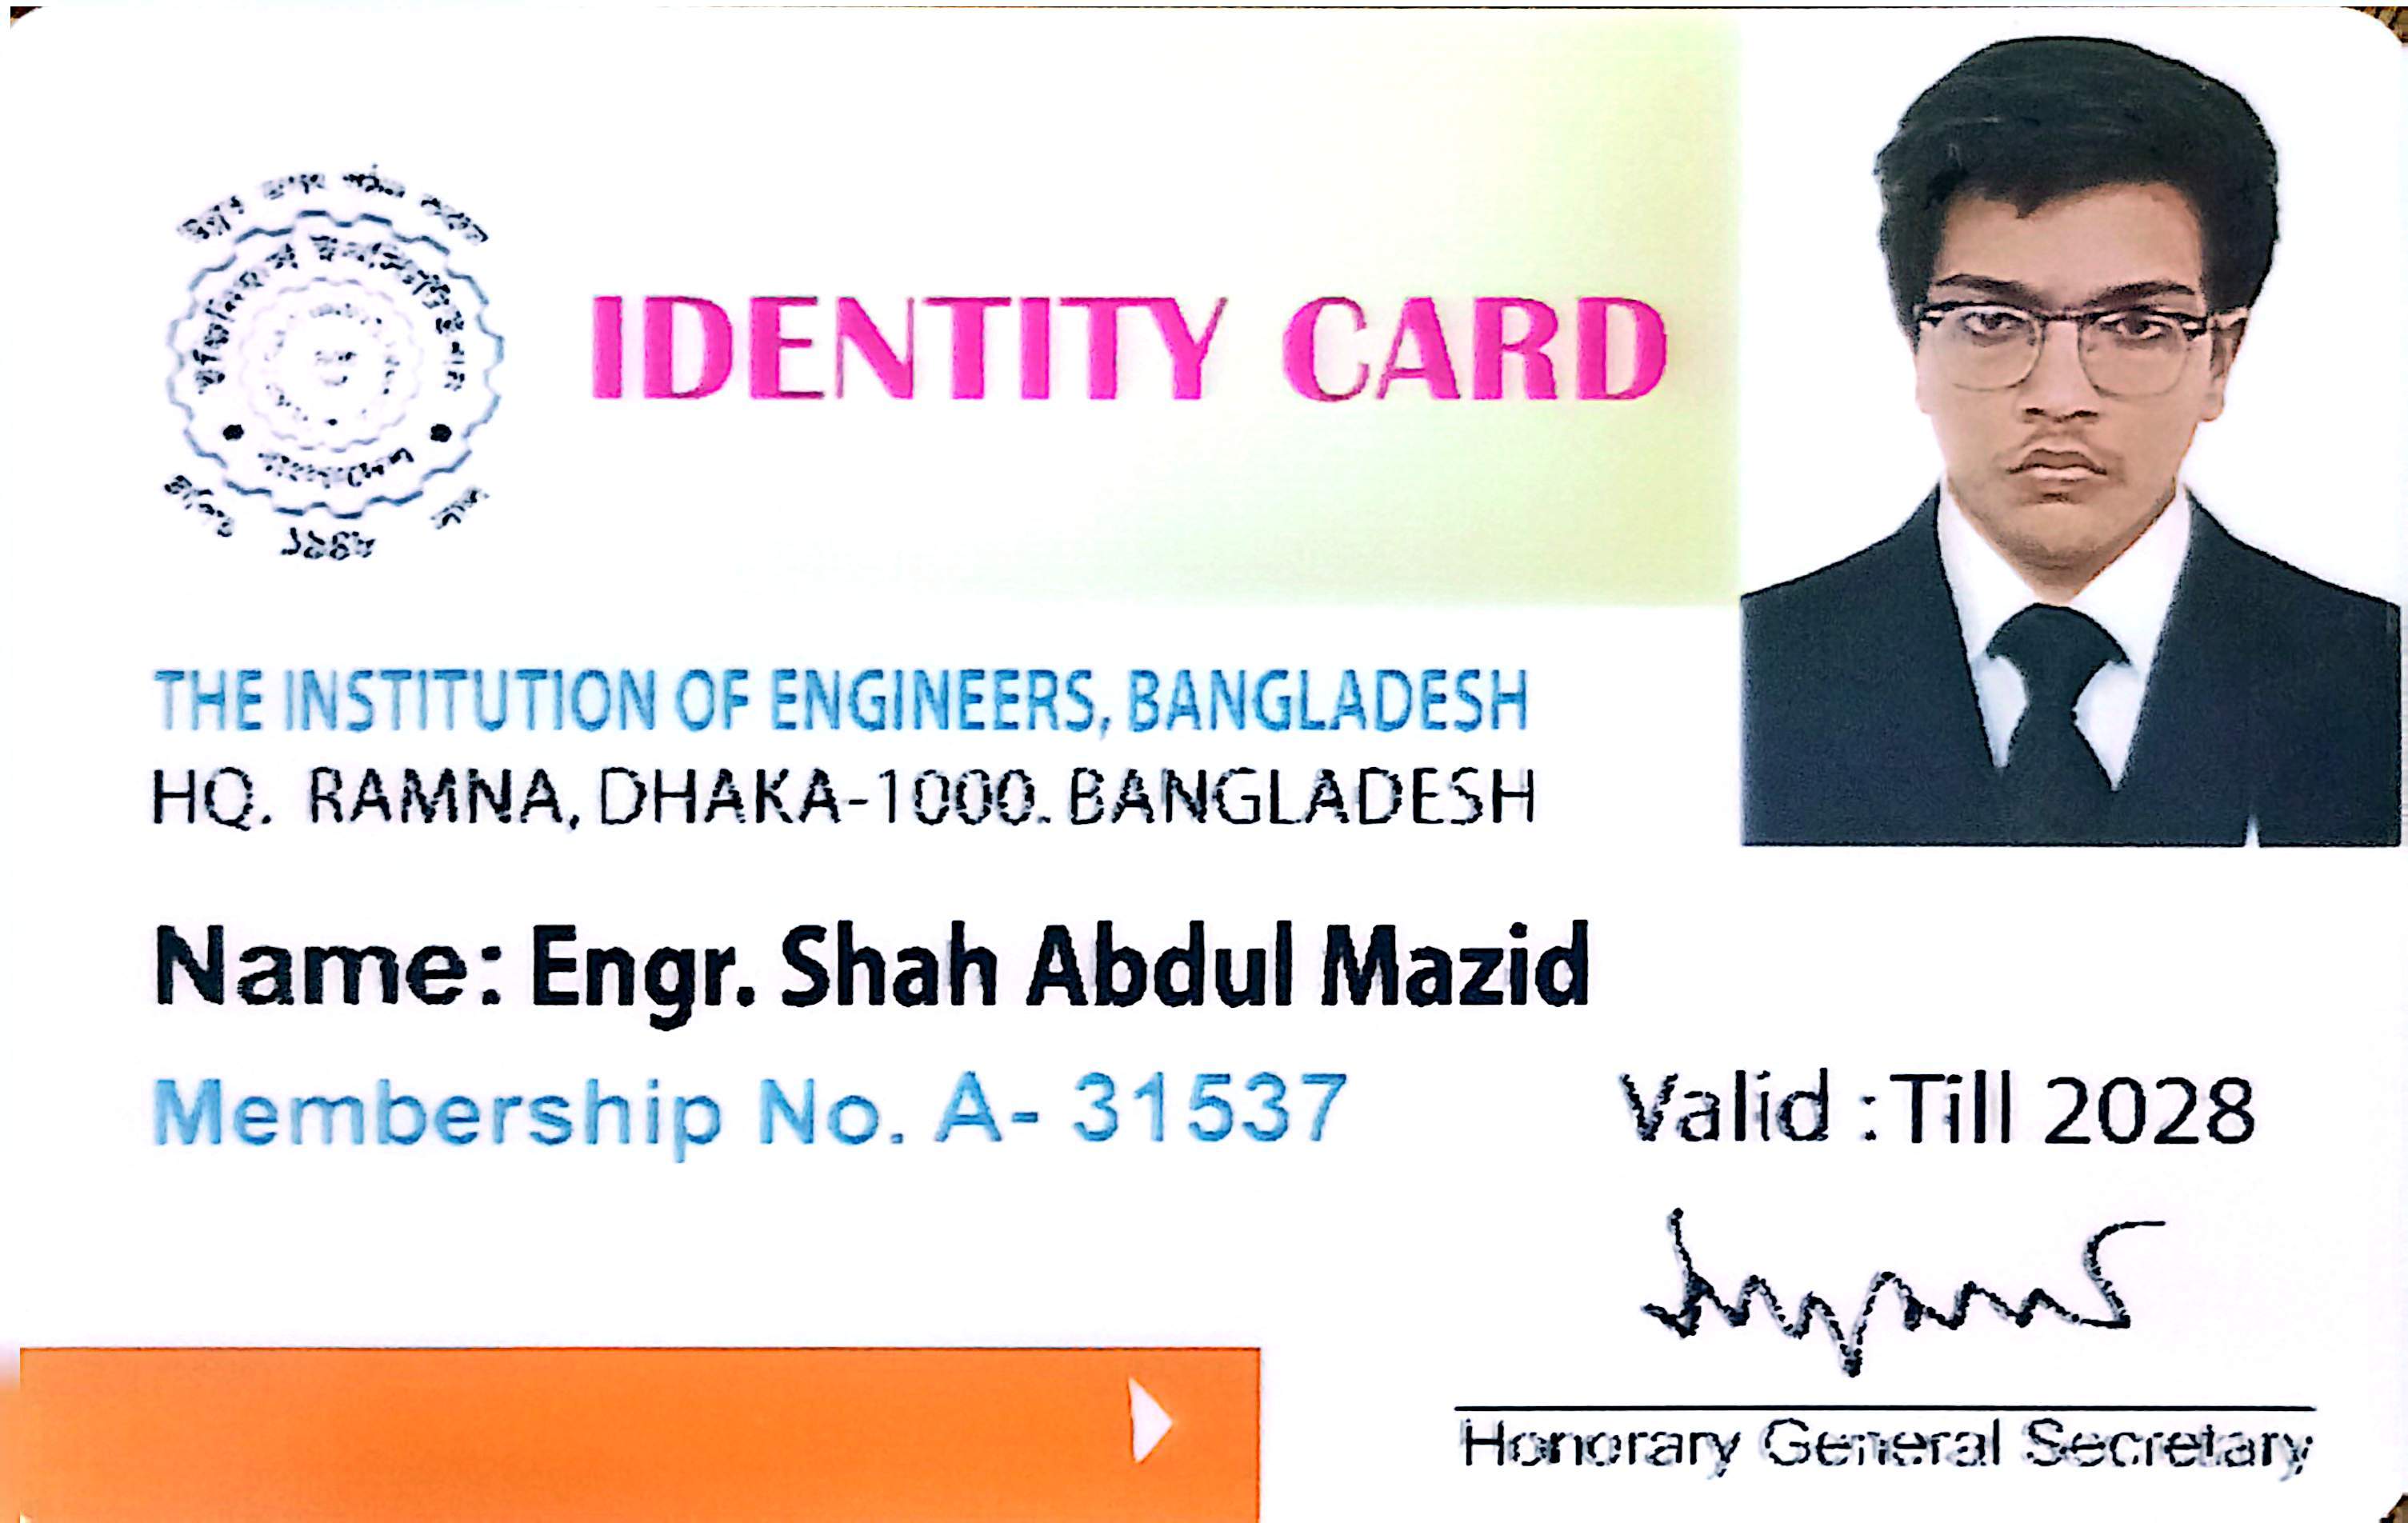 IDENTITY CARD
১৯৪৮
THE INSTITUTION OF ENGINEERS, BANGLADESH
HQ. RAMNA, DHAKA-1000. BANGLADESH
Name: Engr. Shah Abdul Mazid
Membership No. A- 31537
Valid : Till 2028
Honorary General Secretary